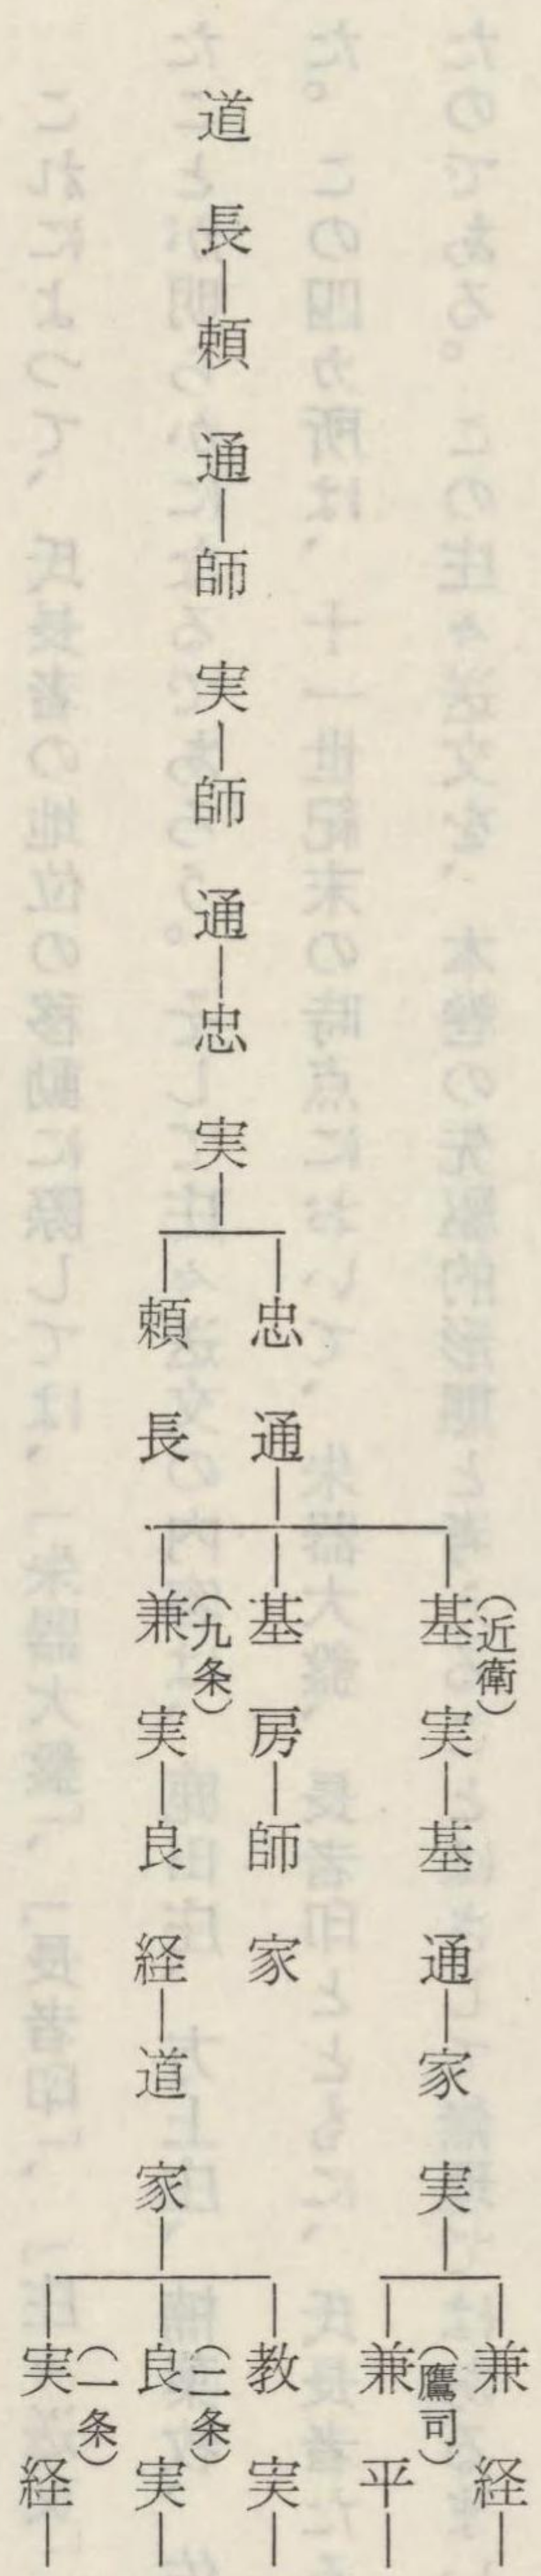 道長―頼通―師実―師通―忠実
忠通
頼長
(近衛)
基実―基通―家実
基房―師家
(九条)
兼実―良経―道家
兼経
(鷹司)
兼平
教実
(二条)
良実
(一条)
実経